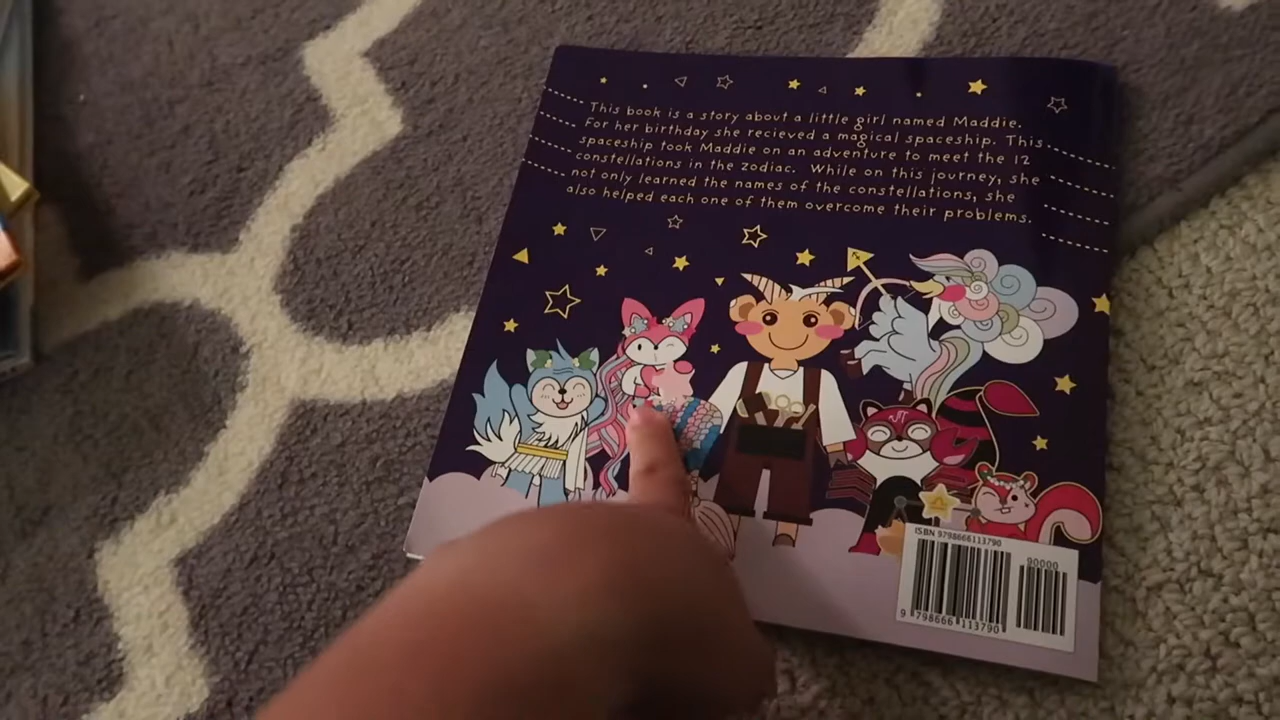 This book is a story about a little girl named Maddie.
For her birthday she recieved a magical spaceship. This
spaceship took Maddie on an adventure to meet the 12
constellations in the zodiac. While on this journey, she
not only learned the names of the constellations, she
also helped each one of them overcome their problems.
ISBN 9798666113790
90000
9 798666 113790